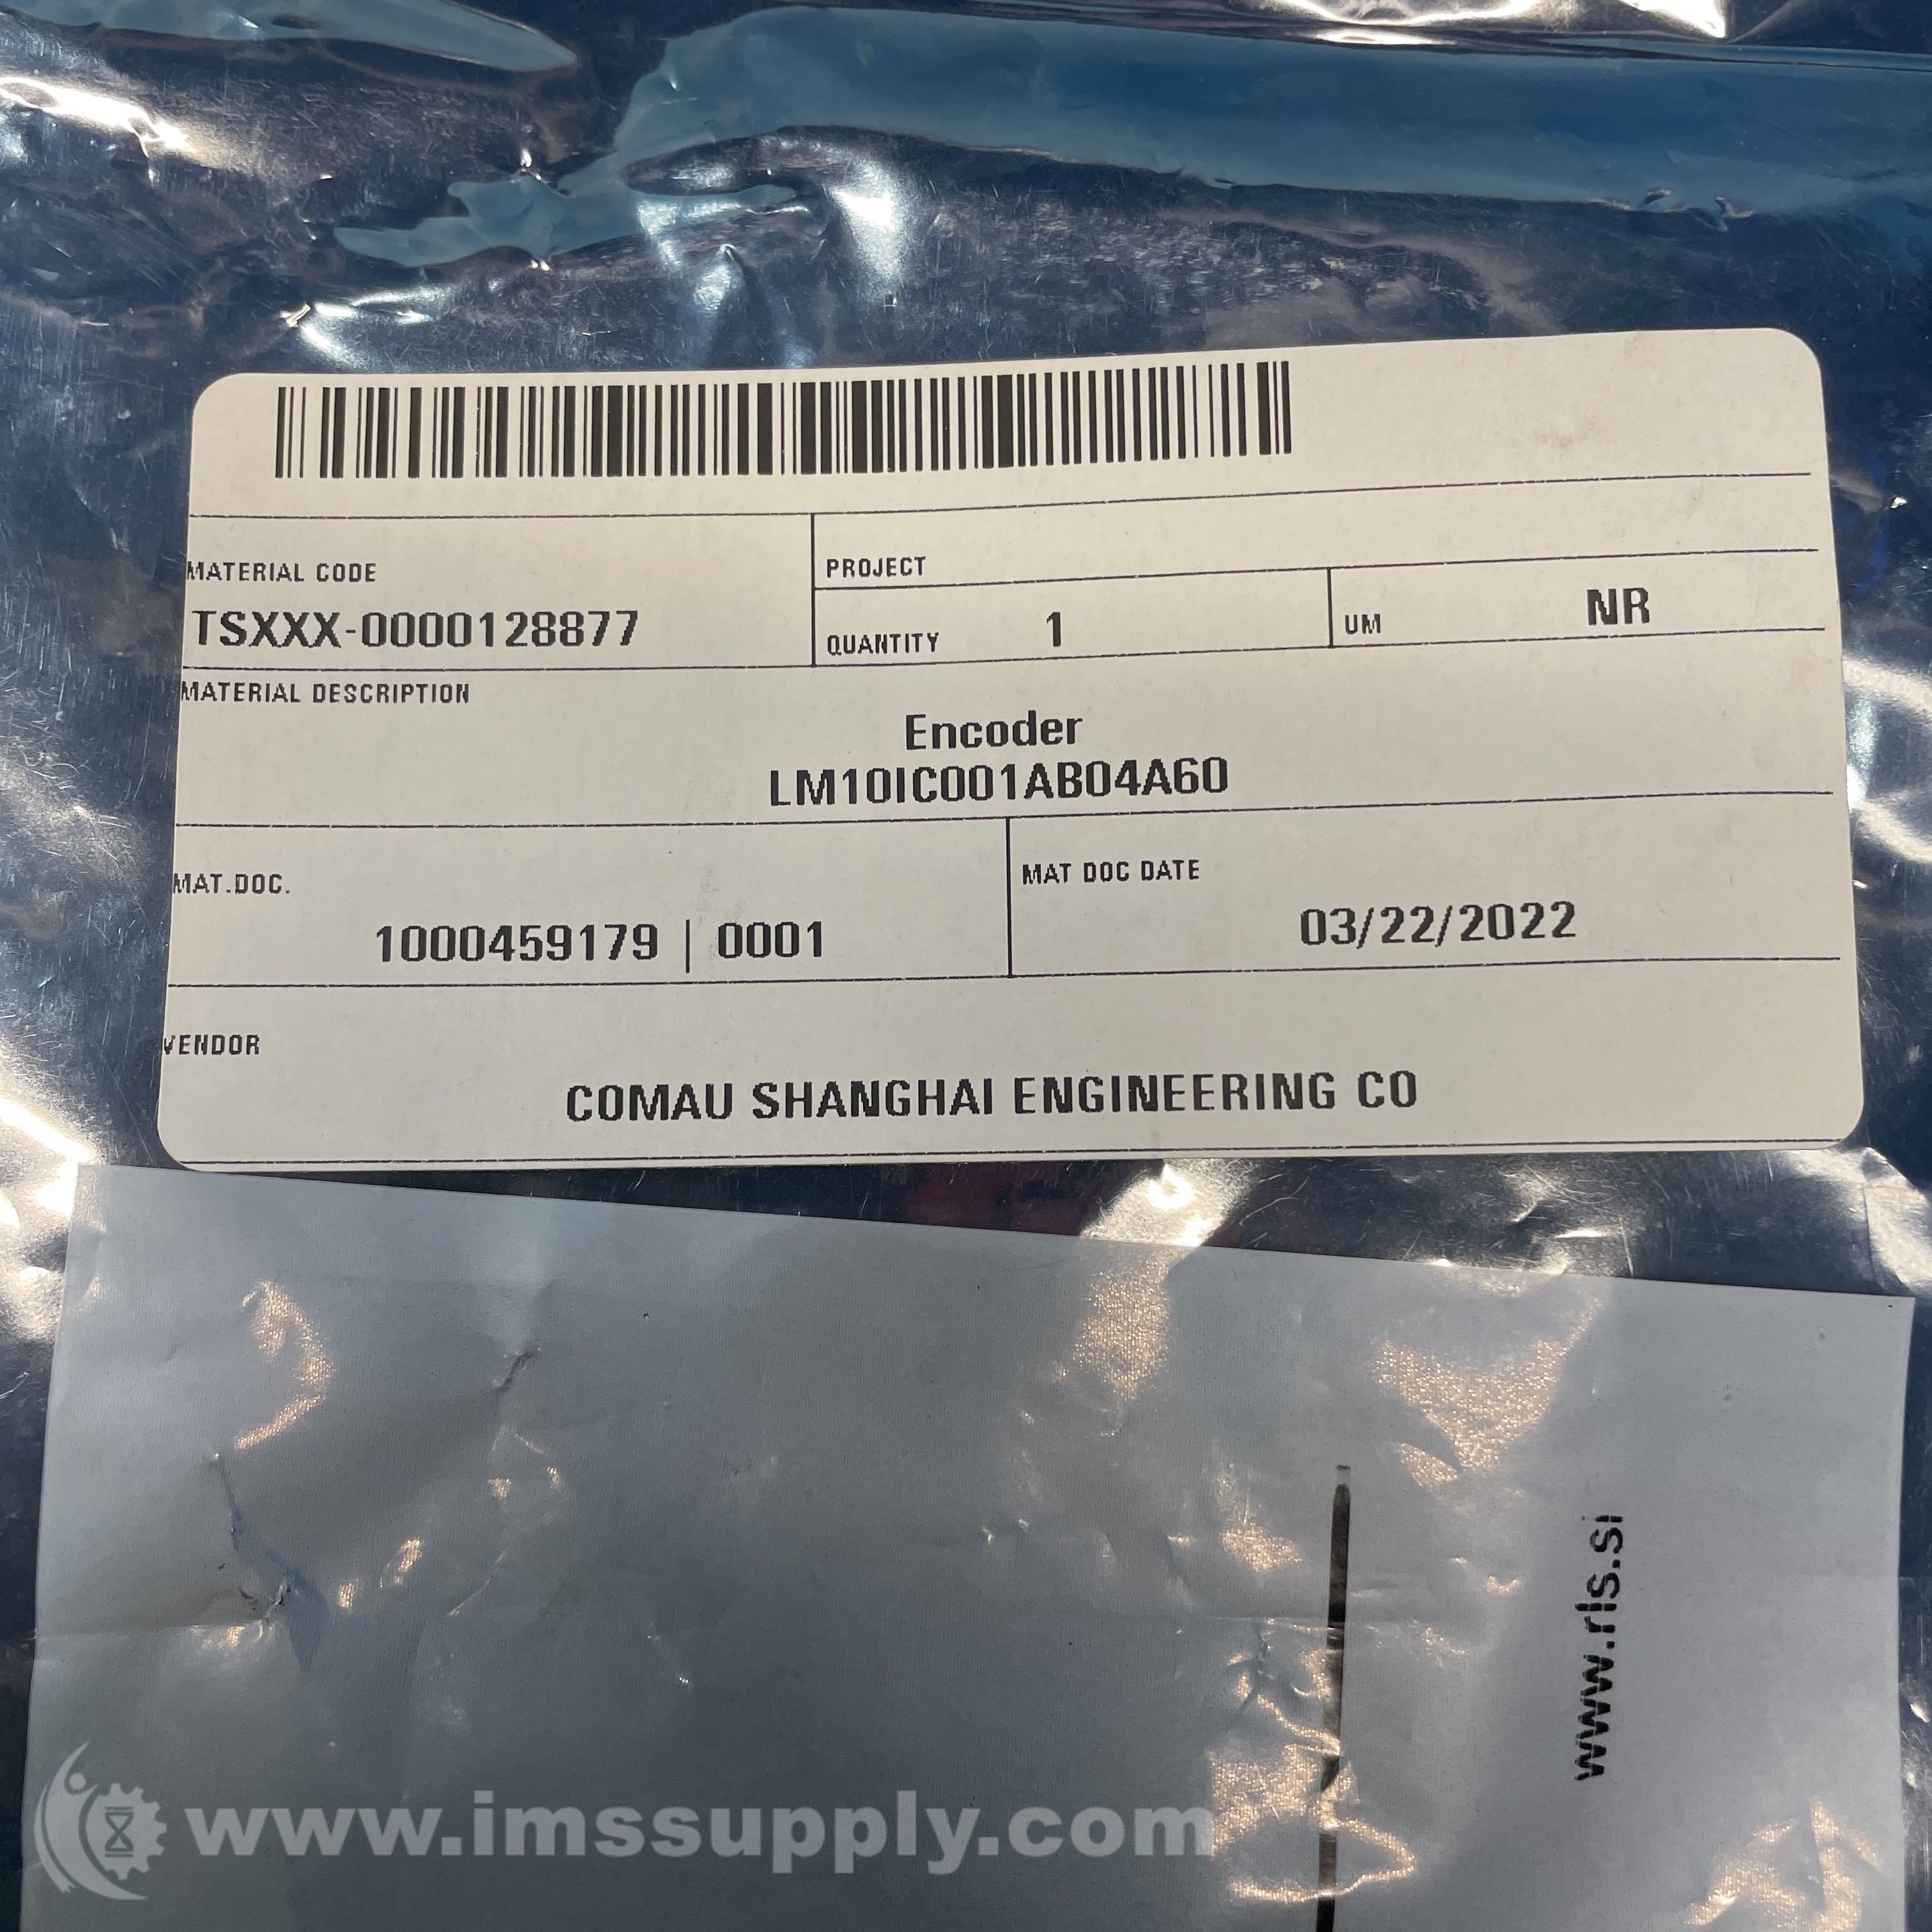 MATERIAL CODE
TSXXX-0000128877
PROJECT
QUANTITY 1
UM NR
MATERIAL DESCRIPTION
Encoder
LM10IC001AB04A60
MAT.DOC.
1000459179 | 0001
MAT DOC DATE
03/22/2022
VENDOR
COMAU SHANGHAI ENGINEERING CO
www.rls.si
www.imssupply.com